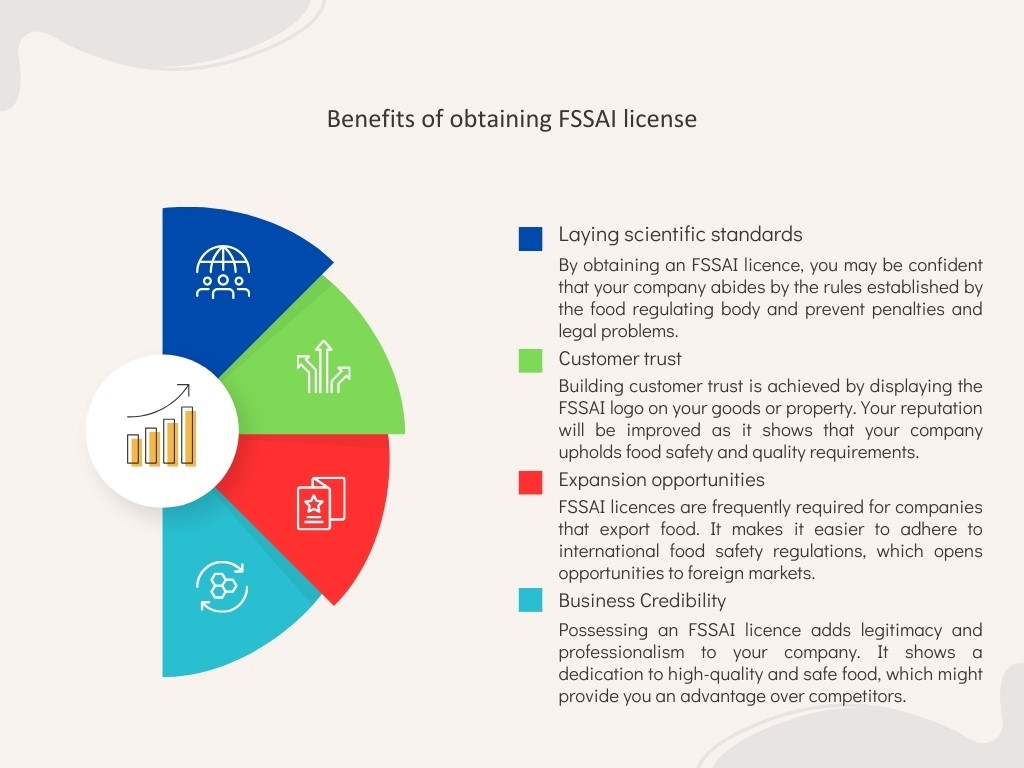 Benefits of obtaining FSSAI license
Laying scientific standards
By obtaining an FSSAI licence, you may be confident
that your company abides by the rules established by
the food regulating body and prevent penalties and
legal problems.
Customer trust
Building customer trust is achieved by displaying the
FSSAI logo on your goods or property. Your reputation
will be improved as it shows that your company
upholds food safety and quality requirements.
Expansion opportunities
FSSAI licences are frequently required for companies
that export food. It makes it easier to adhere to
international food safety regulations, which opens
opportunities to foreign markets.
Business Credibility
Possessing an FSSAI licence adds legitimacy and
professionalism to your company. It shows a
dedication to high-quality and safe food, which might
provide you an advantage over competitors.